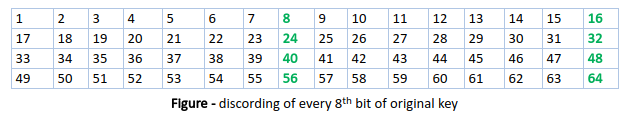 1 2 3 4 5 6 7 8 9 10 11 12 13 14 15 16
17 18 19 20 21 22 23 24 25 26 27 28 29 30 31 32
33 34 35 36 37 38 39 40 41 42 43 44 45 46 47 48
49 50 51 52 53 54 55 56 57 58 59 60 61 62 63 64
Figure - discording of every 8th bit of original key